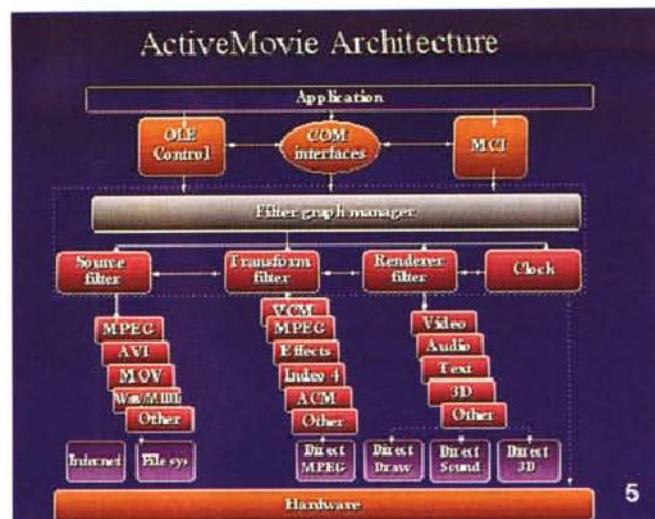 ActiveMovie Architecture
Application
OLE
Control
COM
interfaces
MCI
Filter graph manager
Source
filter
Transform
filter
Renderer
filter
Clock
MPEG
AVI
MOV
Wav/MIDI
Other
VCM
MPEG
Effects
Indeo 4
ACM
Other
Video
Audio
Text
3D
Other
Internet
File sys
Direct
MPEG
Direct
Draw
Direct
Sound
Direct
3D
Hardware
5